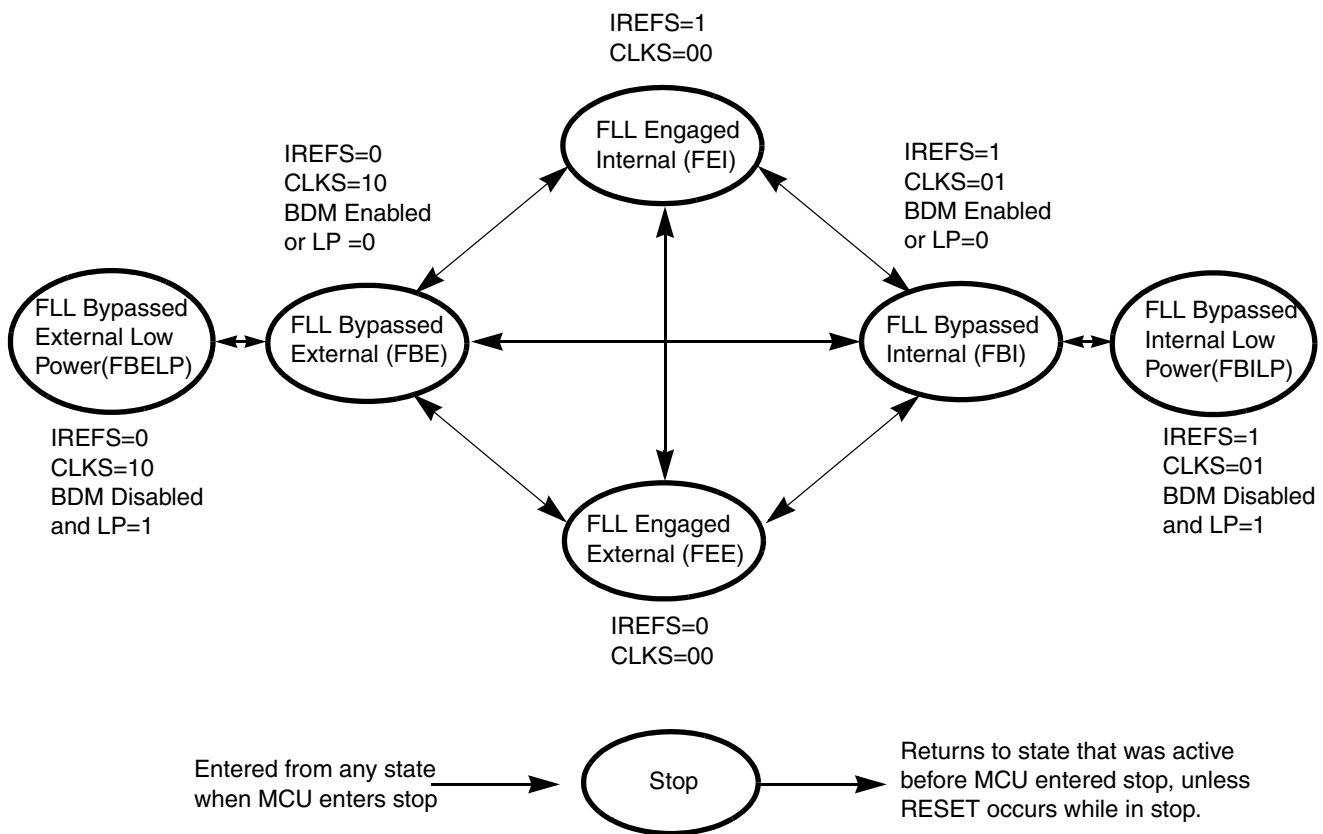 IREFS=1
CLKS=00
FLL Engaged
Internal (FEI)
IREFS=0
CLKS=10
BDM Enabled
or LP =0
IREFS=1
CLKS=01
BDM Enabled
or LP=0
FLL Bypassed
External Low
Power(FBELP)
FLL Bypassed
External (FBE)
FLL Bypassed
Internal (FBI)
FLL Bypassed
Internal Low
Power(FBILP)
IREFS=0
CLKS=10
BDM Disabled
and LP=1
IREFS=1
CLKS=01
BDM Disabled
and LP=1
FLL Engaged
External (FEE)
IREFS=0
CLKS=00
Entered from any state
when MCU enters stop
Stop
Returns to state that was active
before MCU entered stop, unless
RESET occurs while in stop.